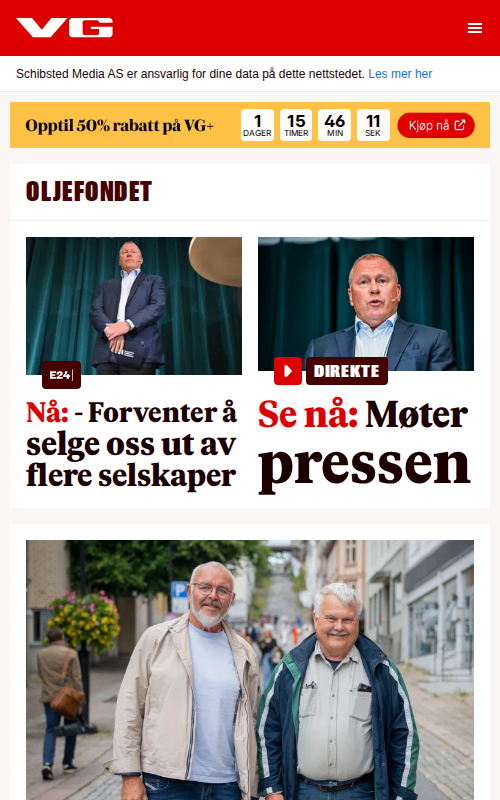 VG
Schibsted Media AS er ansvarlig for dine data på dette nettstedet. Les mer her
Opptil 50% rabatt på VG+
1 DAGER 15 TIMER 46 MIN 11 SEK
Kjøp nå
OLJEFONDET
E24
Nå: - Forventer å
selge oss ut av
flere selskaper
DIREKTE
Se nå: Møter
pressen
P